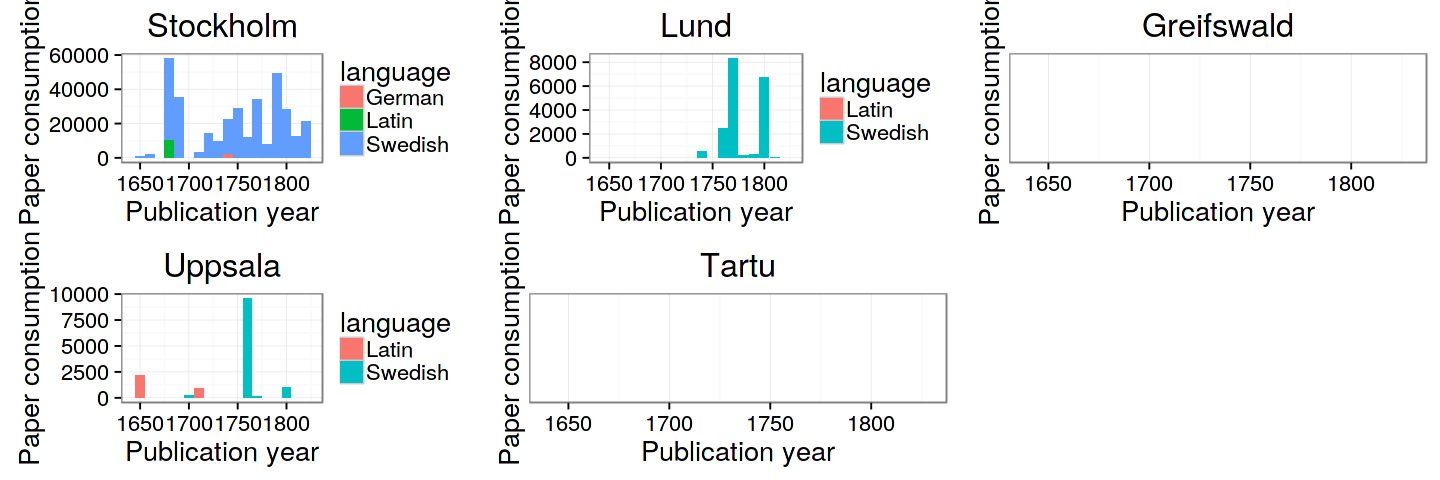 Stockholm
Paper consumption
60000
40000
20000
0
1650 1700 1750 1800
Publication year
language
German
Latin
Swedish
Lund
Paper consumption
8000
6000
4000
2000
0
1650 1700 1750 1800
Publication year
language
Latin
Swedish
Greifswald
Paper consumption
1650 1700 1750 1800
Publication year
Uppsala
Paper consumption
10000
7500
5000
2500
0
1650 1700 1750 1800
Publication year
language
Latin
Swedish
Tartu
Paper consumption
1650 1700 1750 1800
Publication year